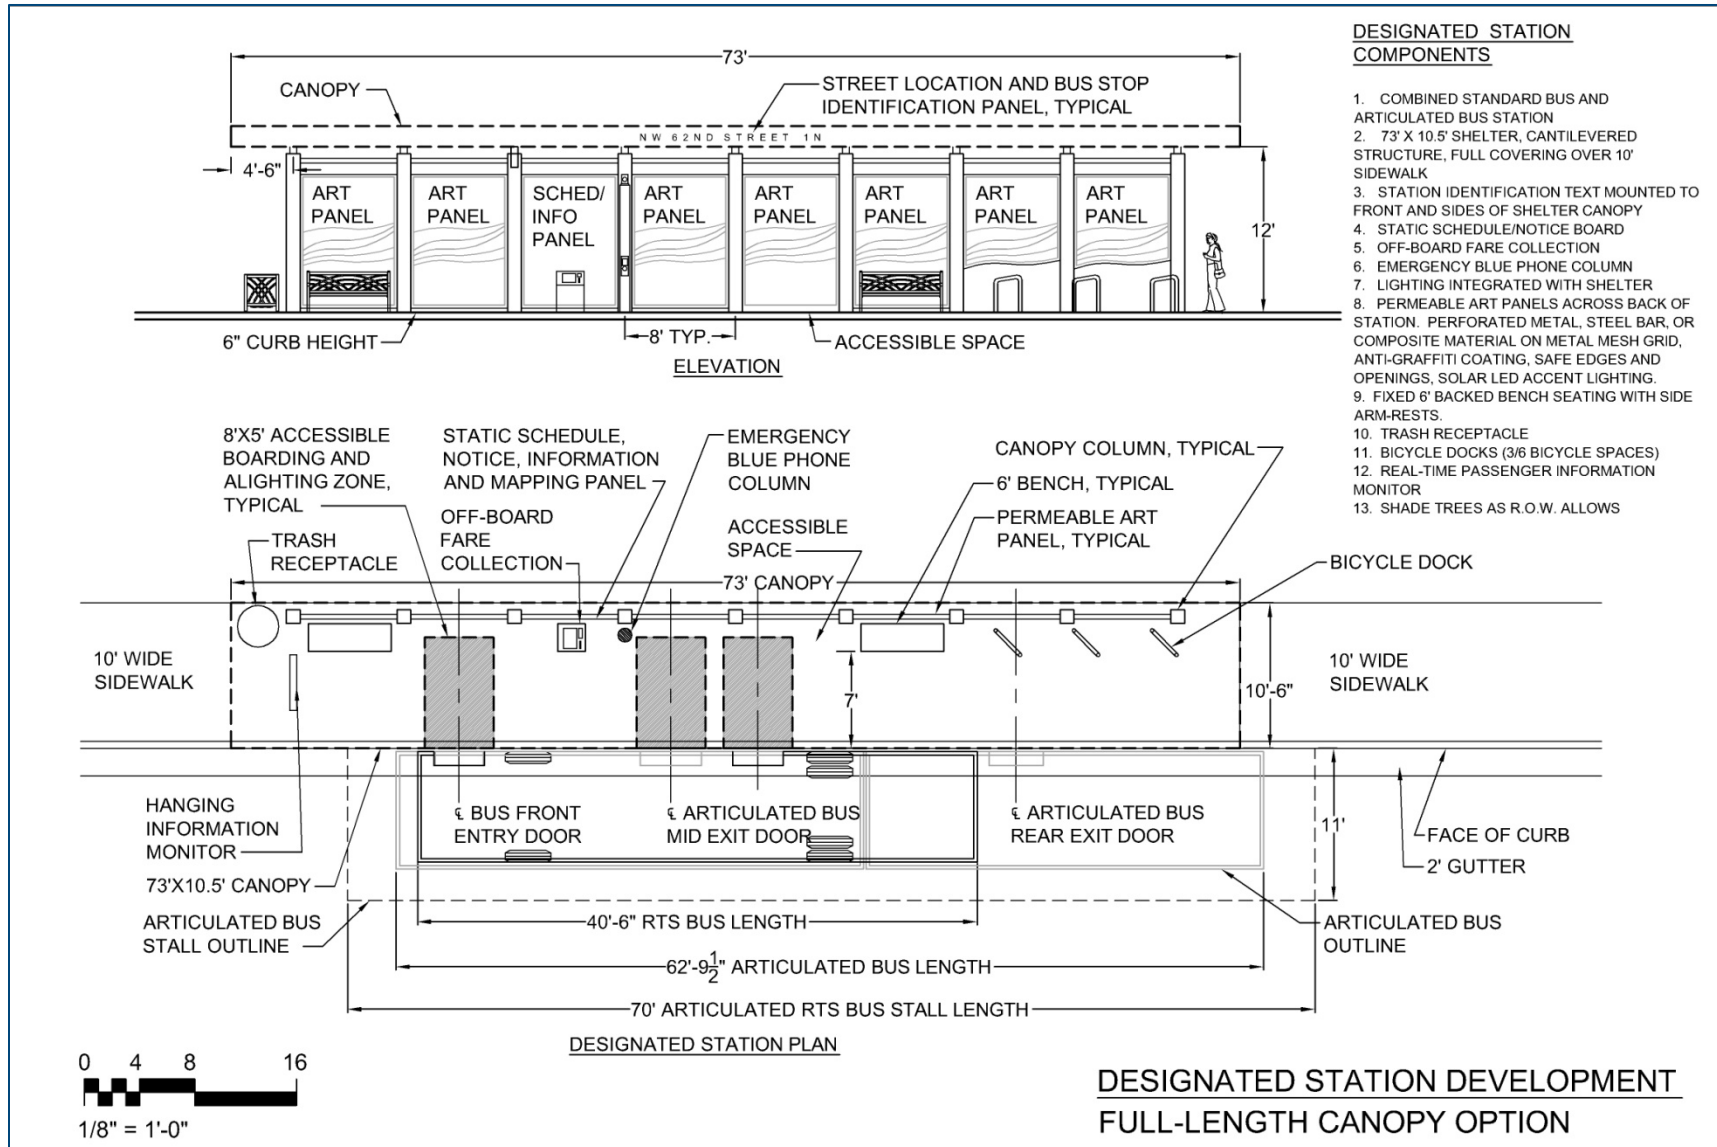 73'
CANOPY
STREET LOCATION AND BUS STOP
IDENTIFICATION PANEL, TYPICAL
NW 62ND STREET 1N
4'-6"
ART
PANEL
ART
PANEL
SCHED/
INFO
PANEL
ART
PANEL
ART
PANEL
ART
PANEL
ART
PANEL
ART
PANEL
12'
6" CURB HEIGHT
8' TYP.
ACCESSIBLE SPACE
ELEVATION
DESIGNATED STATION
COMPONENTS
1. COMBINED STANDARD BUS AND
ARTICULATED BUS STATION
2. 73' X 10.5' SHELTER, CANTILEVERED
STRUCTURE, FULL COVERING OVER 10'
SIDEWALK
3. STATION IDENTIFICATION TEXT MOUNTED TO
FRONT AND SIDES OF SHELTER CANOPY
4. STATIC SCHEDULE/NOTICE BOARD
5. OFF-BOARD FARE COLLECTION
6. EMERGENCY BLUE PHONE COLUMN
7. LIGHTING INTEGRATED WITH SHELTER
8. PERMEABLE ART PANELS ACROSS BACK OF
STATION. PERFORATED METAL, STEEL BAR, OR
COMPOSITE MATERIAL ON METAL MESH GRID,
ANTI-GRAFFITI COATING, SAFE EDGES AND
OPENINGS, SOLAR LED ACCENT LIGHTING.
9. FIXED 6' BACKED BENCH SEATING WITH SIDE
ARM-RESTS.
10. TRASH RECEPTACLE
11. BICYCLE DOCKS (3/6 BICYCLE SPACES)
12. REAL-TIME PASSENGER INFORMATION
MONITOR
13. SHADE TREES AS R.O.W. ALLOWS
8'X5' ACCESSIBLE
BOARDING AND
ALIGHTING ZONE,
TYPICAL
STATIC SCHEDULE,
NOTICE, INFORMATION
AND MAPPING PANEL
EMERGENCY
BLUE PHONE
COLUMN
CANOPY COLUMN, TYPICAL
6' BENCH, TYPICAL
PERMEABLE ART
PANEL, TYPICAL
OFF-BOARD
FARE
COLLECTION
ACCESSIBLE
SPACE
TRASH
RECEPTACLE
BICYCLE DOCK
73' CANOPY
10' WIDE
SIDEWALK
7'
10'-6"
10' WIDE
SIDEWALK
HANGING
INFORMATION
MONITOR
℄ BUS FRONT
ENTRY DOOR
℄ ARTICULATED BUS
MID EXIT DOOR
℄ ARTICULATED BUS
REAR EXIT DOOR
11'
FACE OF CURB
2' GUTTER
73'X10.5' CANOPY
ARTICULATED BUS
STALL OUTLINE
40'-6" RTS BUS LENGTH
ARTICULATED BUS
OUTLINE
62'-9½" ARTICULATED BUS LENGTH
70' ARTICULATED RTS BUS STALL LENGTH
DESIGNATED STATION PLAN
0 4 8 16
1/8" = 1'-0"
DESIGNATED STATION DEVELOPMENT
FULL-LENGTH CANOPY OPTION